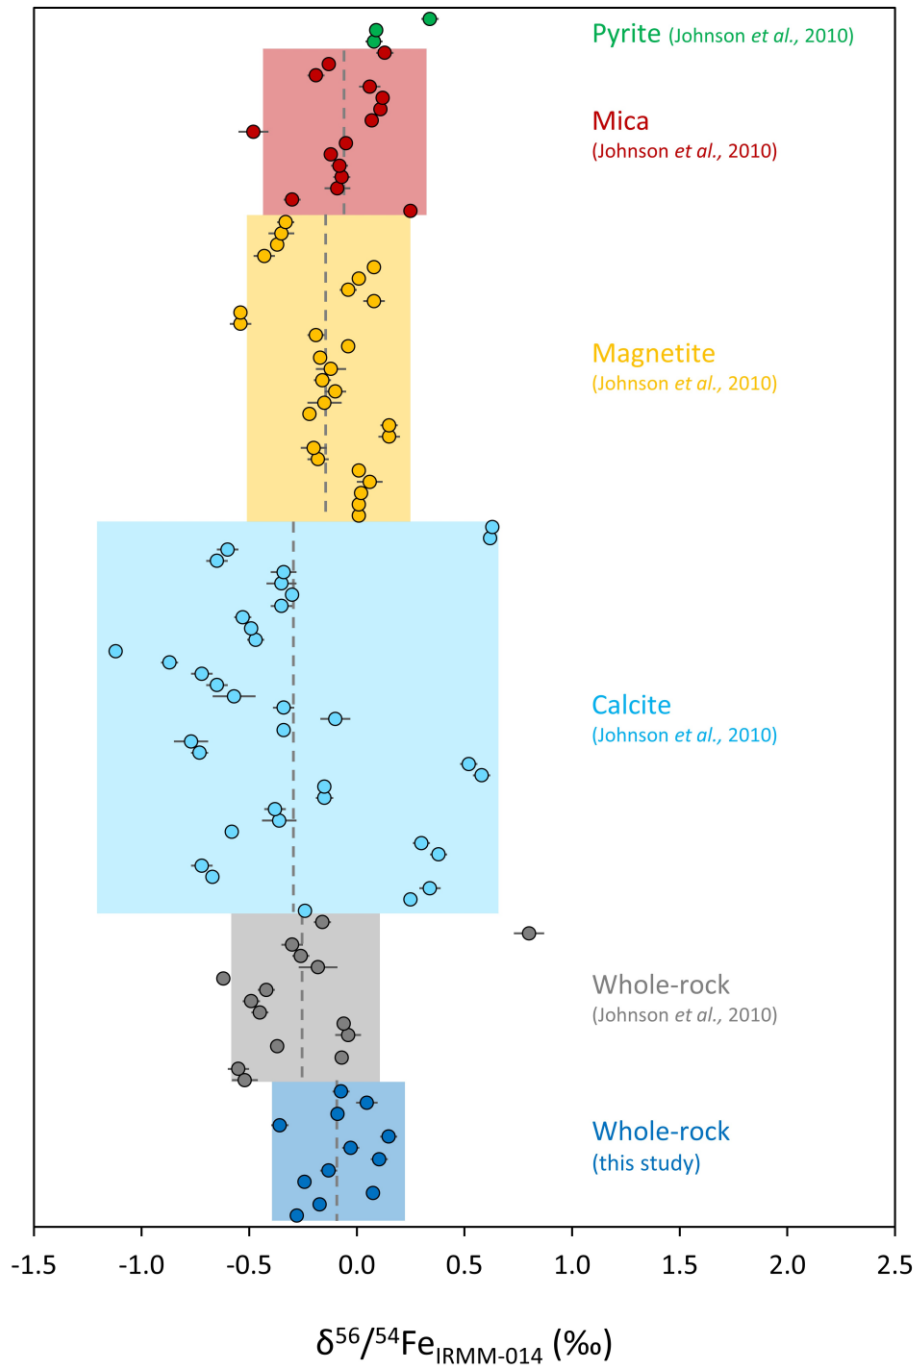 Pyrite (Johnson et al., 2010)
Mica
(Johnson et al., 2010)
Magnetite
(Johnson et al., 2010)
Calcite
(Johnson et al., 2010)
Whole-rock
(Johnson et al., 2010)
Whole-rock
(this study)
-1.5 -1.0 -0.5 0.0 0.5 1.0 1.5 2.0 2.5
δ⁵⁶/⁵⁴Fe_IRMM-014 (‰)